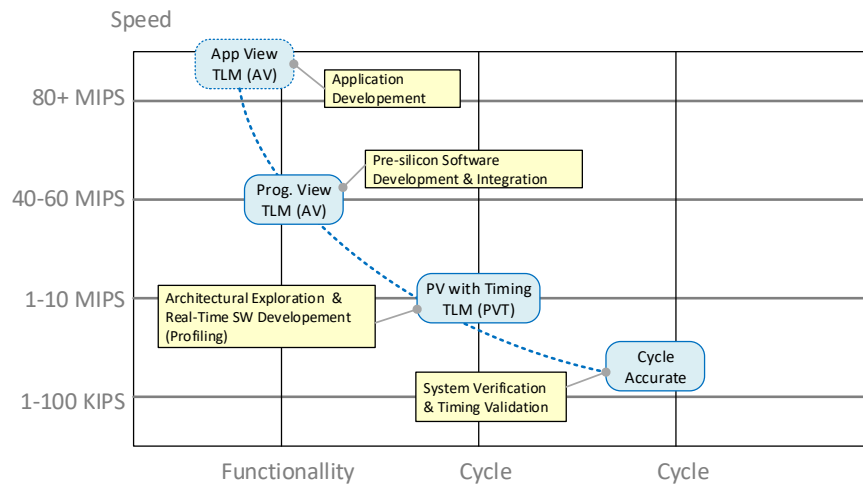 Speed
App View
TLM (AV)
Application
Developement
80+ MIPS
Pre-silicon Software
Development & Integration
Prog. View
TLM (AV)
40-60 MIPS
PV with Timing
TLM (PVT)
1-10 MIPS
Architectural Exploration &
Real-Time SW Developement
(Profiling)
Cycle
Accurate
System Verification
& Timing Validation
1-100 KIPS
Functionallity
Cycle
Cycle